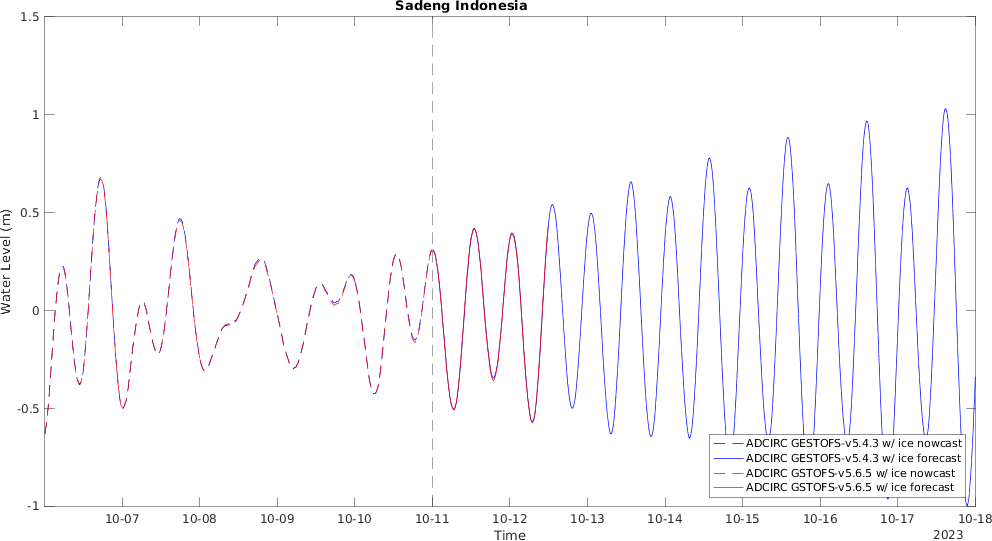 Sadeng Indonesia
1.5
1
0.5
0
-0.5
-1
Water Level (m)
10-07 10-08 10-09 10-10 10-11 10-12 10-13 10-14 10-15 10-16 10-17 10-18
Time
2023
ADCIRC GESTOFS-v5.4.3 w/ ice nowcast
ADCIRC GESTOFS-v5.4.3 w/ ice forecast
ADCIRC GSTOFS-v5.6.5 w/ ice nowcast
ADCIRC GSTOFS-v5.6.5 w/ ice forecast